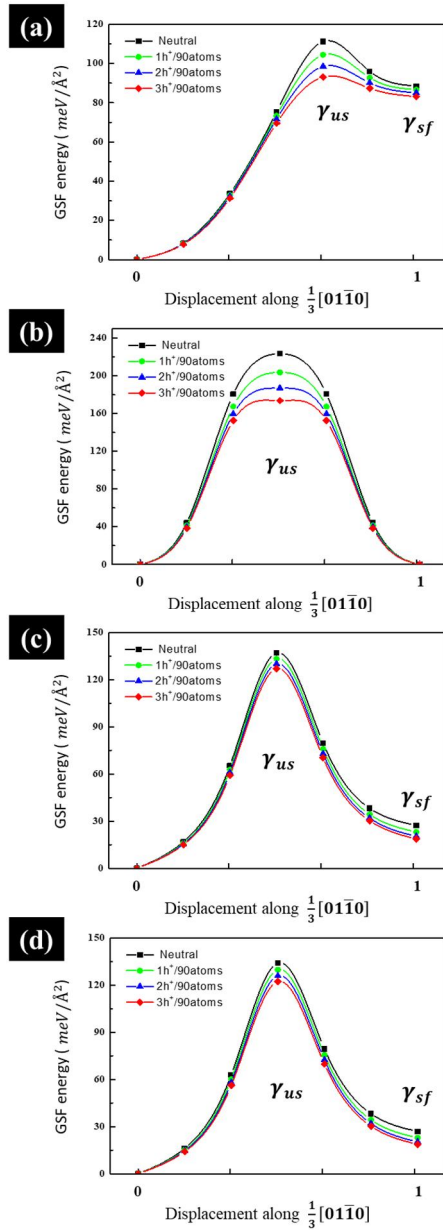 (a)
Neutral
1h⁺/90atoms
2h⁺/90atoms
3h⁺/90atoms
γus
γsf
GSF energy ( meV/Å²)
120
100
80
60
40
20
0
0
1
Displacement along 1/3[011̅0]
(b)
Neutral
1h⁺/90atoms
2h⁺/90atoms
3h⁺/90atoms
γus
GSF energy ( meV/Å²)
240
200
160
120
80
40
0
0
1
Displacement along 1/3[011̅0]
(c)
Neutral
1h⁺/90atoms
2h⁺/90atoms
3h⁺/90atoms
γus
γsf
GSF energy ( meV/Å²)
150
120
90
60
30
0
0
1
Displacement along 1/3[011̅0]
(d)
Neutral
1h⁺/90atoms
2h⁺/90atoms
3h⁺/90atoms
γus
γsf
GSF energy ( meV/Å²)
150
120
90
60
30
0
0
1
Displacement along 1/3[011̅0]